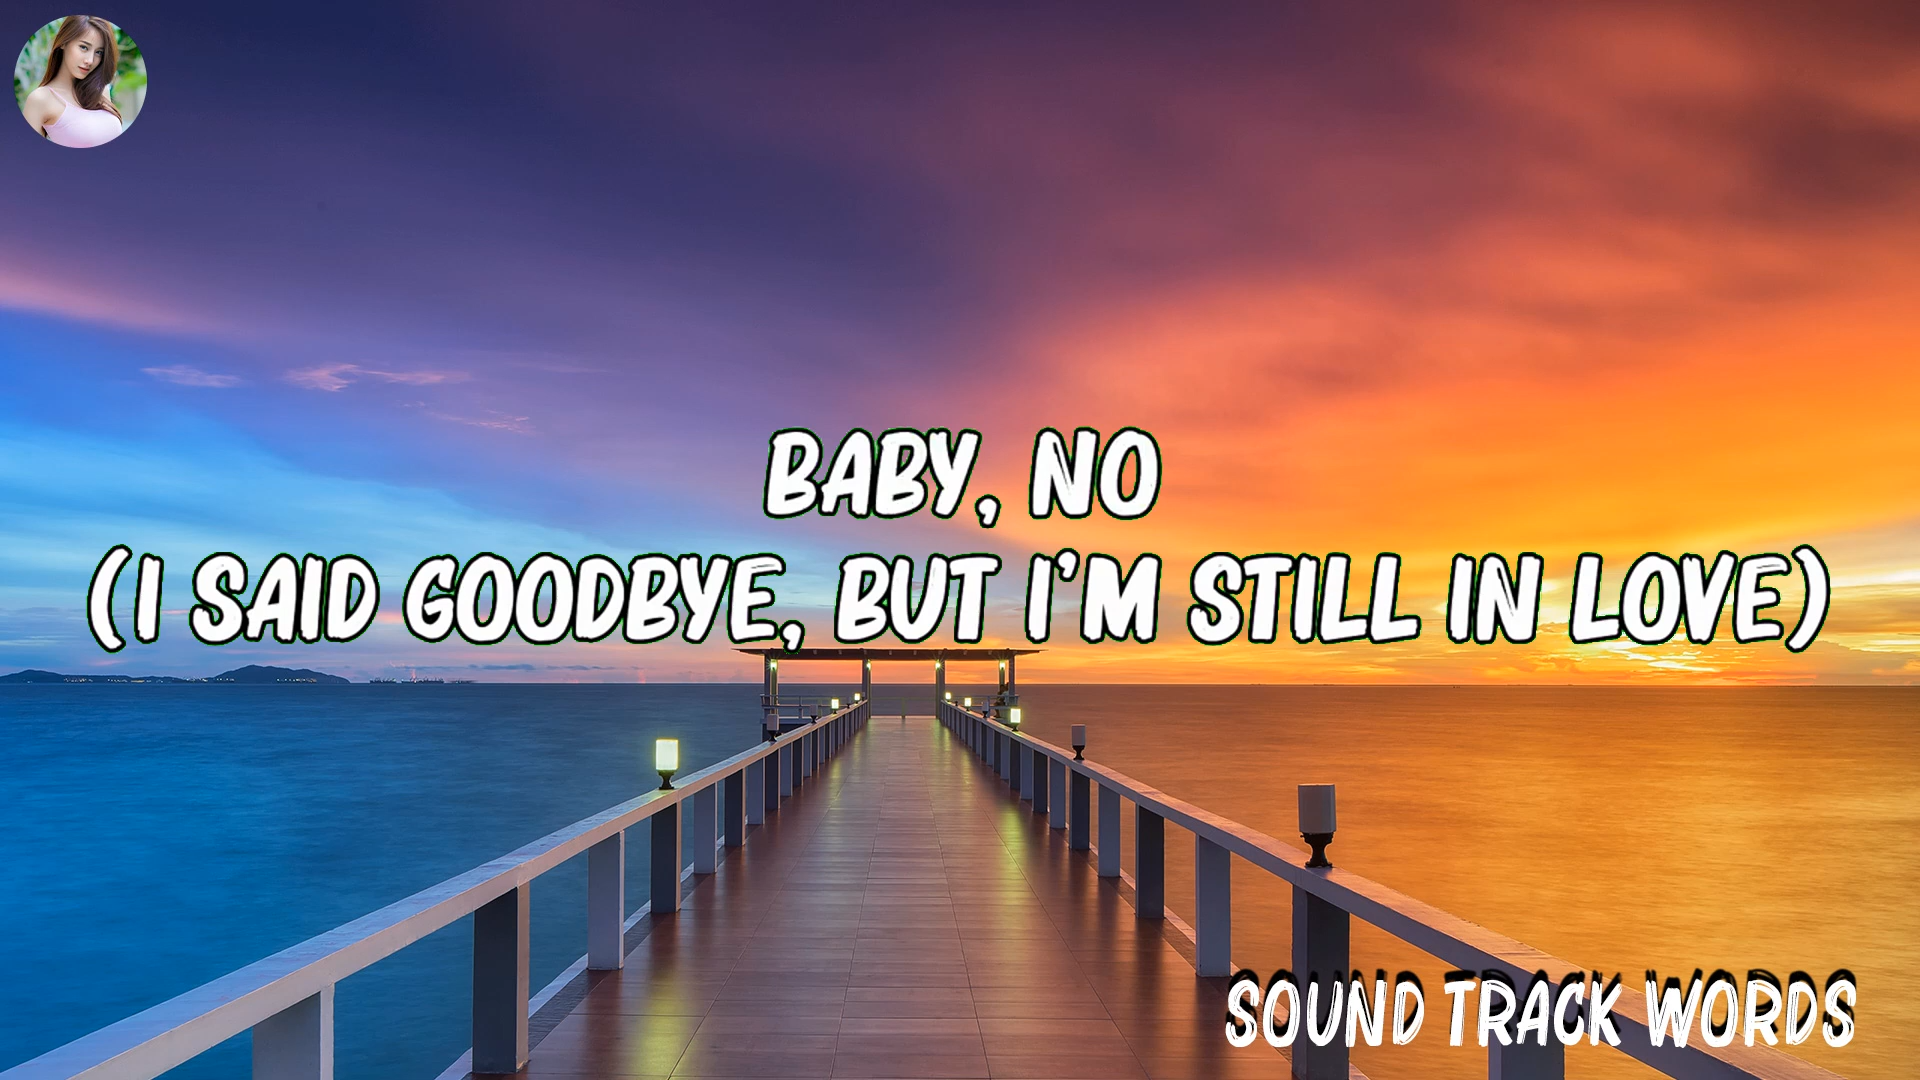 BABY, NO
(I SAID GOODBYE, BUT I'M STILL IN LOVE)
SOUND TRACK WORDS